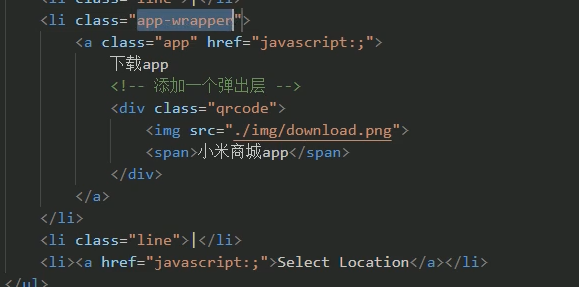 <li class="line">|</li>
<li class="app-wrapper">
<a class="app" href="javascript:;">
下载app
<!-- 添加一个弹出层 -->
<div class="qrcode">
<img src="./img/download.png">
<span>小米商城app</span>
</div>
</a>
</li>
<li class="line">|</li>
<li><a href="javascript:;">Select Location</a></li>
</ul>